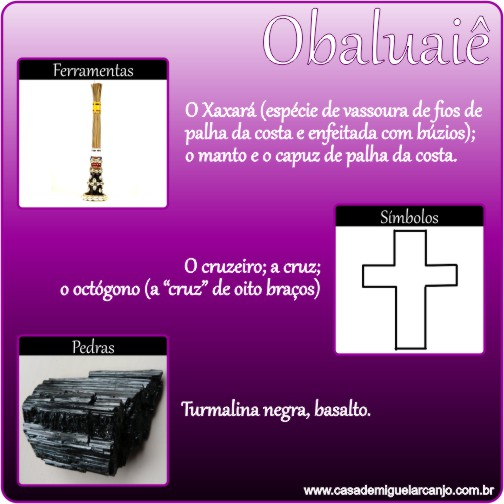 Obaluaiê
Ferramentas
O Xaxará (espécie de vassoura de fios de
palha da costa e enfeitada com búzios);
o manto e o capuz de palha da costa.
Símbolos
O cruzeiro; a cruz;
o octógono (a “cruz” de oito braços)
Pedras
Turmalina negra, basalto.
www.casademiguelarcanjo.com.br